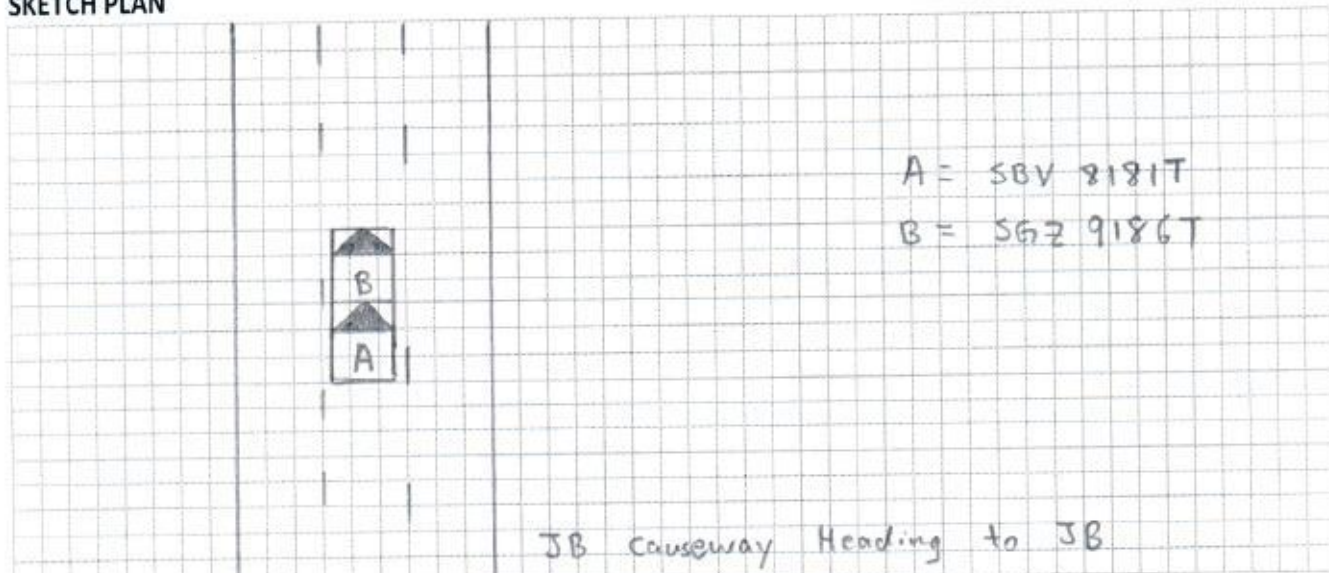 SKETCH PLAN
A = SBV 8181T
B = SGZ 9186T
B
A
JB Causeway Heading to JB